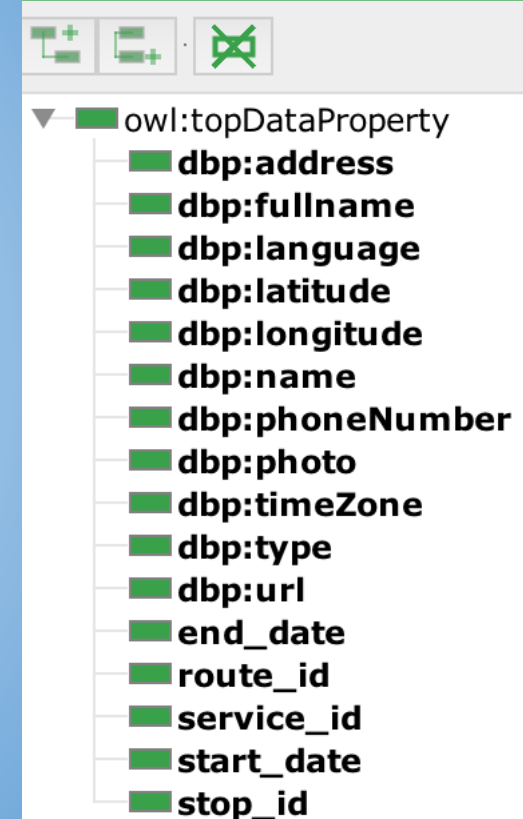 owl:topDataProperty
dbp:address
dbp:fullname
dbp:language
dbp:latitude
dbp:longitude
dbp:name
dbp:phoneNumber
dbp:photo
dbp:timeZone
dbp:type
dbp:url
end_date
route_id
service_id
start_date
stop_id